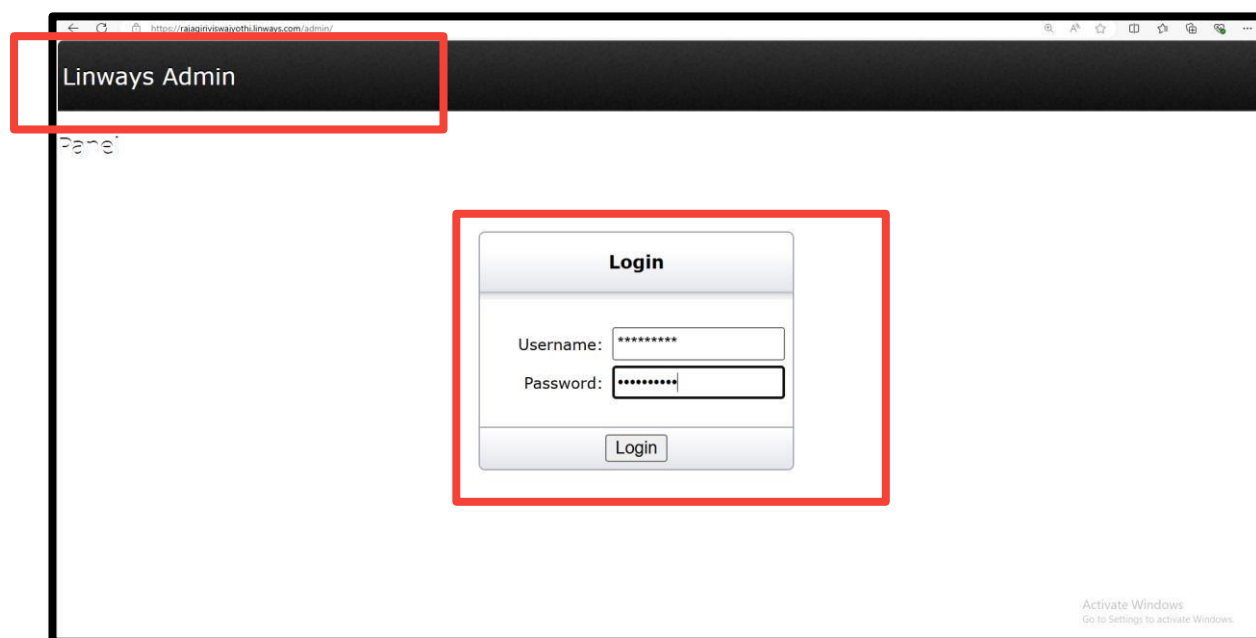 https://rajagiriviswajyothi.linways.com/admin/
Linways Admin
Panel
Login
Username: *********
Password: ••••••••••
Login
Activate Windows
Go to Settings to activate Windows.